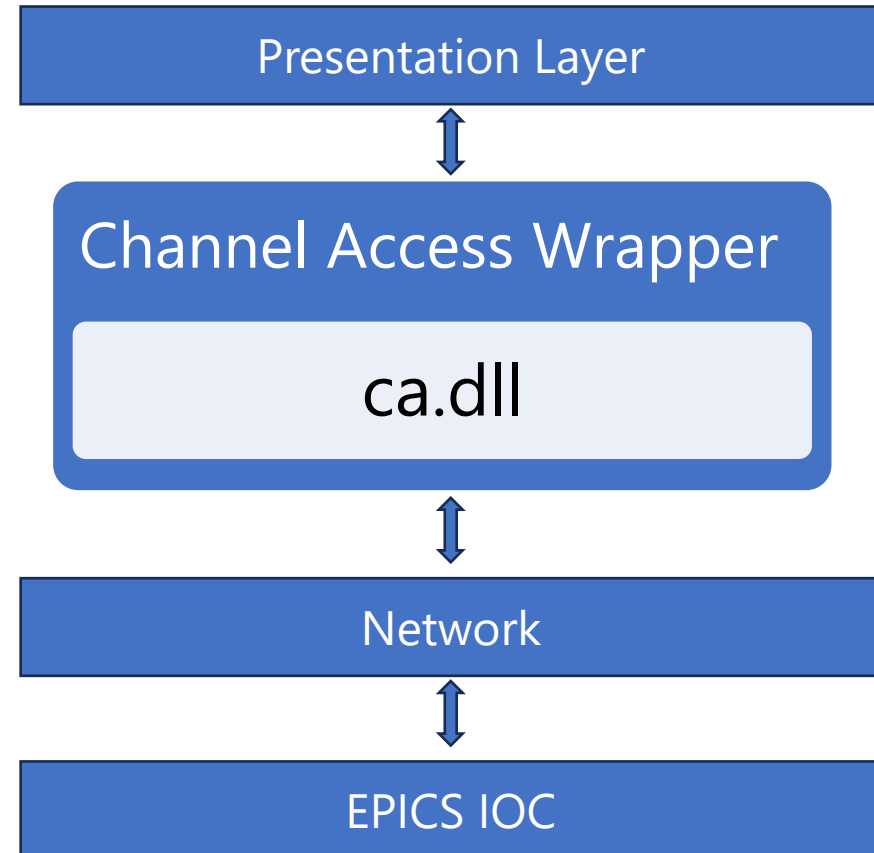 Presentation Layer
Channel Access Wrapper
ca.dll
Network
EPICS IOC